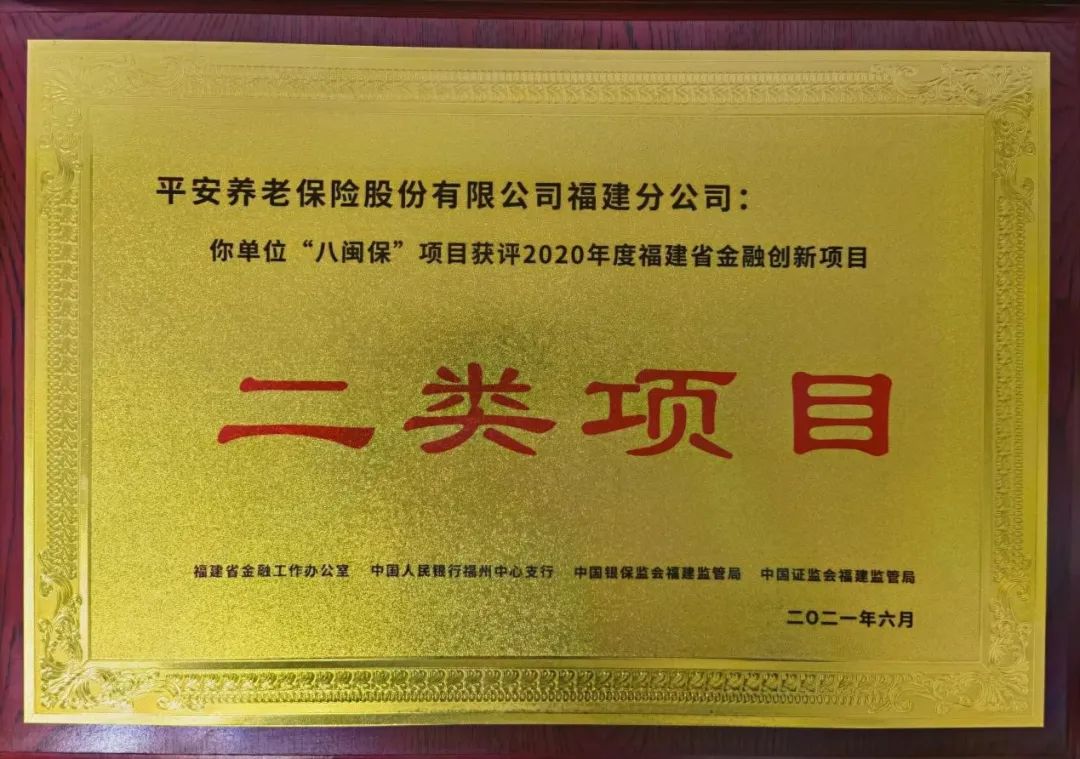 平安养老保险股份有限公司福建分公司：
你单位“八闽保”项目获评2020年度福建省金融创新项目
二类项目
福建省金融工作办公室 中国人民银行福州中心支行 中国银保监会福建监管局 中国证监会福建监管局
二〇二一年六月